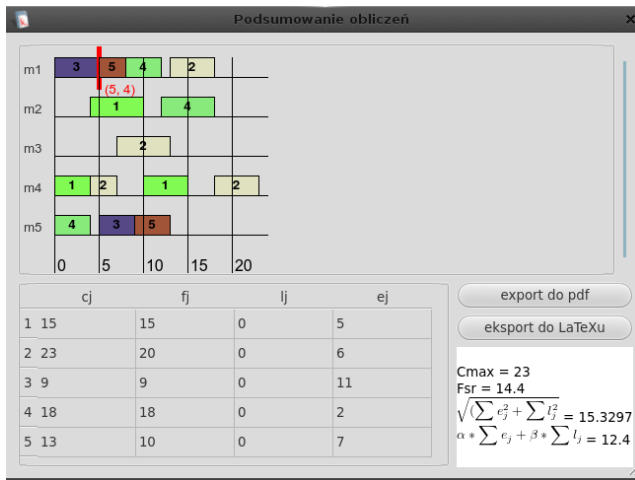 Podsumowanie obliczeń
m1 3 5 4 2
(5, 4)
m2 1 4
m3 2
m4 1 2 1 2
m5 4 3 5
0 5 10 15 20
cj fj lj ej
1 15 15 0 5
2 23 20 0 6
3 9 9 0 11
4 18 18 0 2
5 13 10 0 7
export do pdf
eksport do LaTeXu
Cmax = 23
Fsr = 14.4
√(∑ e_j^2 + ∑ l_j^2 = 15.3297
α * ∑ e_j + β * ∑ l_j = 12.4